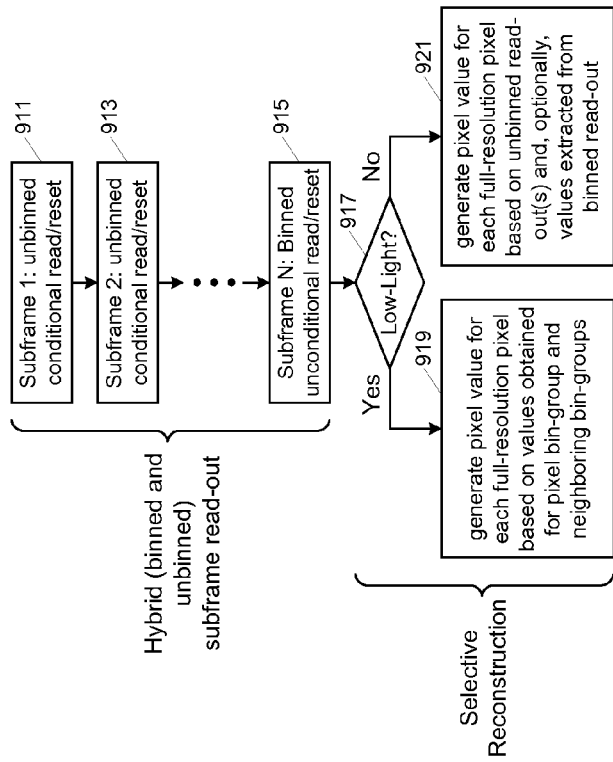 Hybrid (binned and
unbinned)
subframe read-out
911
Subframe 1: unbinned
conditional read/reset
913
Subframe 2: unbinned
conditional read/reset
915
Subframe N: Binned
unconditional read/reset
Selective
Reconstruction
917
Low-Light?
Yes
No
919
generate pixel value for
each full-resolution pixel
based on values obtained
for pixel bin-group and
neighboring bin-groups
921
generate pixel value for
each full-resolution pixel
based on unbinned read-
out(s) and, optionally,
values extracted from
binned read-out